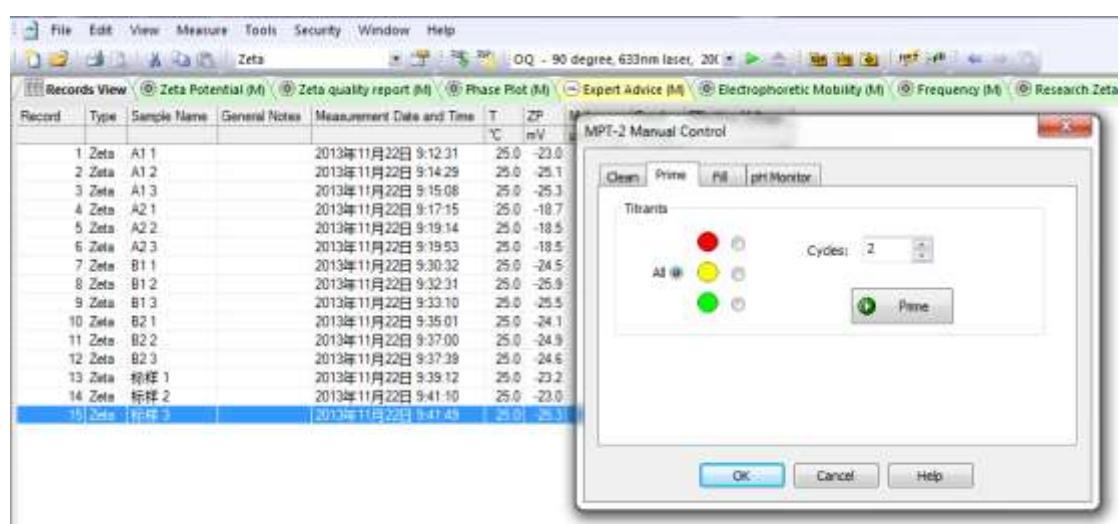 File Edit View Measure Tools Security Window Help
Zeta OQ - 90 degree, 633nm laser, 20(
Records View Zeta Potential (M) Zeta quality report (M) Phase Plot (M) Expert Advice (M) Electrophoretic Mobility (M) Frequency (M) Research Zeta
Record Type Sample Name General Notes Measurement Date and Time T ZP
°C mV
1 Zeta A1 1 2013年11月22日 9:12:31 25.0 -23.0
2 Zeta A1 2 2013年11月22日 9:14:29 25.0 -25.1
3 Zeta A1 3 2013年11月22日 9:15:08 25.0 -25.3
4 Zeta A2 1 2013年11月22日 9:17:15 25.0 -18.7
5 Zeta A2 2 2013年11月22日 9:19:14 25.0 -18.5
6 Zeta A2 3 2013年11月22日 9:19:53 25.0 -18.5
7 Zeta B1 1 2013年11月22日 9:30:32 25.0 -24.5
8 Zeta B1 2 2013年11月22日 9:32:31 25.0 -25.9
9 Zeta B1 3 2013年11月22日 9:33:10 25.0 -25.5
10 Zeta B2 1 2013年11月22日 9:35:01 25.0 -24.1
11 Zeta B2 2 2013年11月22日 9:37:00 25.0 -24.9
12 Zeta B2 3 2013年11月22日 9:37:39 25.0 -24.6
13 Zeta 标样 1 2013年11月22日 9:39:12 25.0 -23.2
14 Zeta 标样 2 2013年11月22日 9:41:10 25.0 -23.0
15 Zeta 标样 3 2013年11月22日 9:41:49 25.0 -25.3
MPT-2 Manual Control
Clean Prime Fill pH Monitor
Titrants
All Cycles: 2
Prime
OK Cancel Help